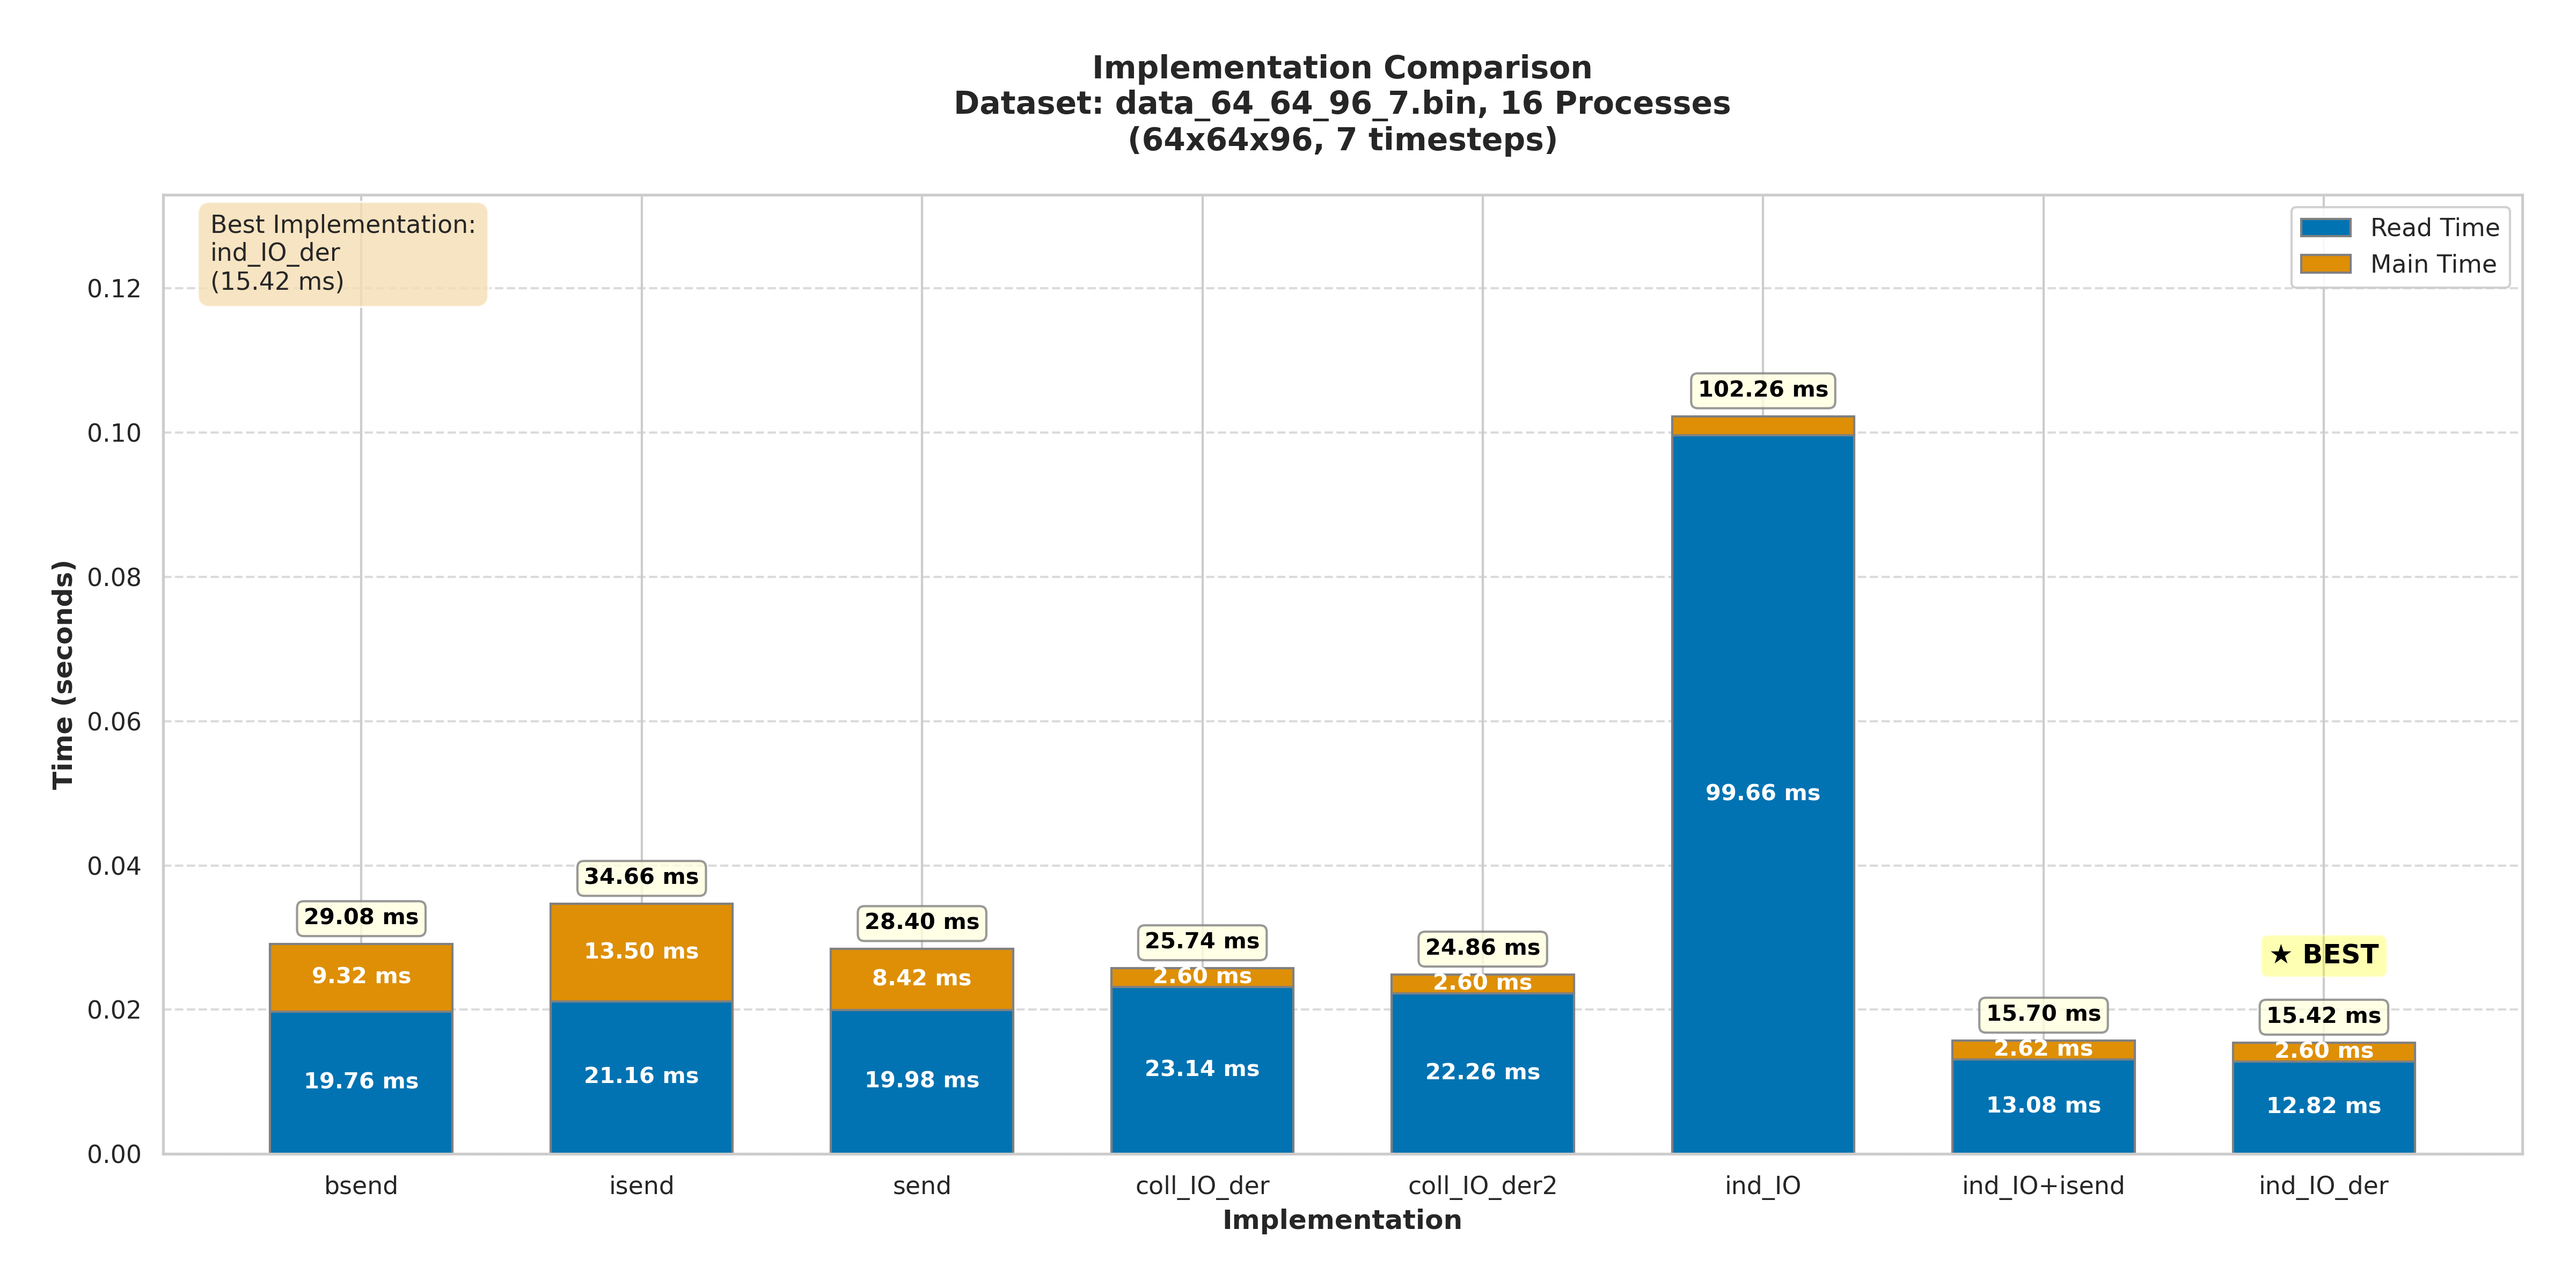 Implementation Comparison
Dataset: data_64_64_96_7.bin, 16 Processes
(64x64x96, 7 timesteps)
Best Implementation:
ind_IO_der
(15.42 ms)
Read Time
Main Time
Time (seconds)
0.12
0.10
0.08
0.06
0.04
0.02
0.00
29.08 ms
9.32 ms
19.76 ms
34.66 ms
13.50 ms
21.16 ms
28.40 ms
8.42 ms
19.98 ms
25.74 ms
2.60 ms
23.14 ms
24.86 ms
2.60 ms
22.26 ms
102.26 ms
99.66 ms
15.70 ms
2.62 ms
13.08 ms
★ BEST
15.42 ms
2.60 ms
12.82 ms
bsend
isend
send
coll_IO_der
coll_IO_der2
ind_IO
ind_IO+isend
ind_IO_der
Implementation